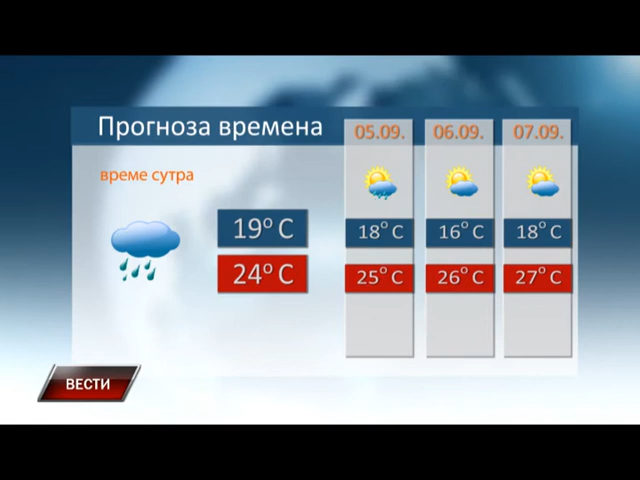 Прогноза времена
време сутра
19° C
24° C
05.09.
18° C
25° C
06.09.
16° C
26° C
07.09.
18° C
27° C
ВЕСТИ